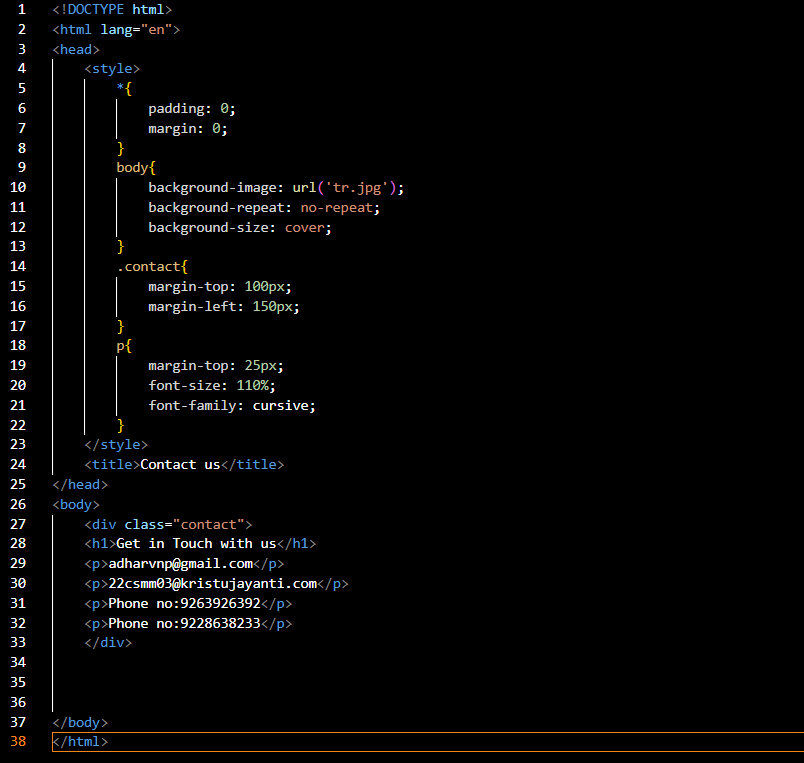 1 <!DOCTYPE html>
2 <html lang="en">
3 <head>
4     <style>
5         *{
6             padding: 0;
7             margin: 0;
8         }
9         body{
10             background-image: url('tr.jpg');
11             background-repeat: no-repeat;
12             background-size: cover;
13         }
14         .contact{
15             margin-top: 100px;
16             margin-left: 150px;
17         }
18         p{
19             margin-top: 25px;
20             font-size: 110%;
21             font-family: cursive;
22         }
23     </style>
24     <title>Contact us</title>
25 </head>
26 <body>
27     <div class="contact">
28     <h1>Get in Touch with us</h1>
29     <p>adharvnp@gmail.com</p>
30     <p>22csmm03@kristujayanti.com</p>
31     <p>Phone no:9263926392</p>
32     <p>Phone no:9228638233</p>
33     </div>
34
35
36
37 </body>
38 </html>